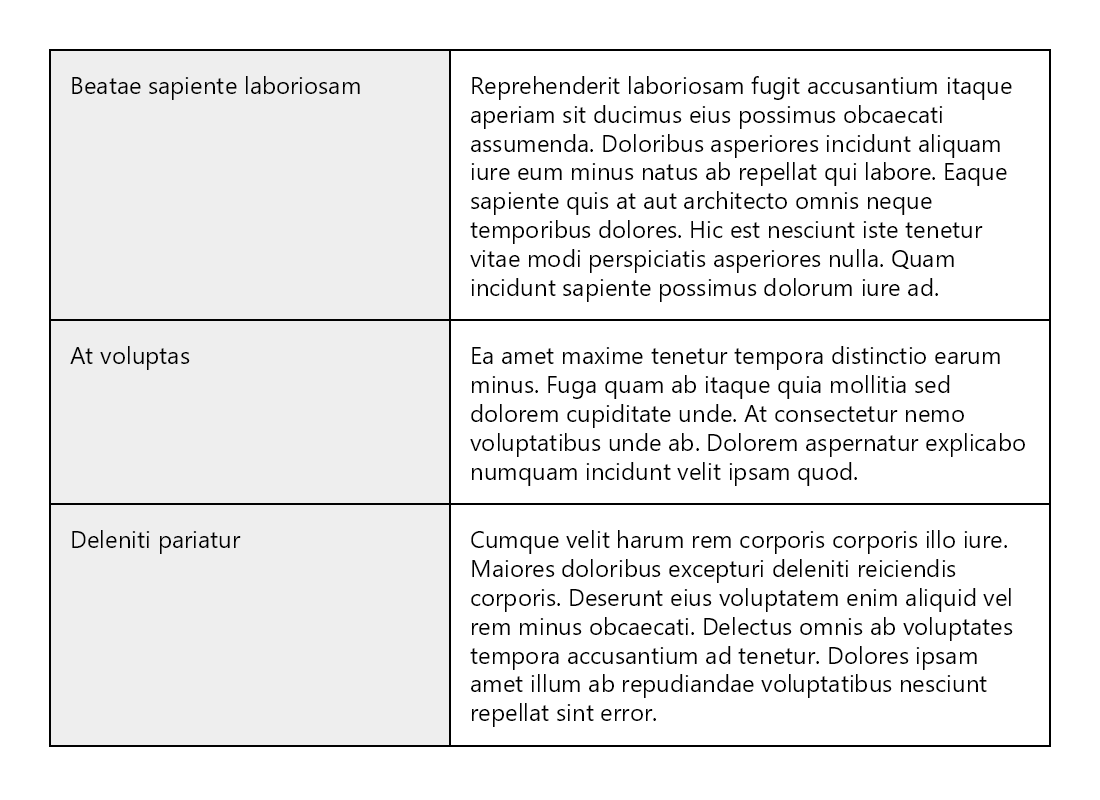 Beatae sapiente laboriosam
Reprehenderit laboriosam fugit accusantium itaque
aperiam sit ducimus eius possimus obcaecati
assumenda. Doloribus asperiores incidunt aliquam
iure eum minus natus ab repellat qui labore. Eaque
sapiente quis at aut architecto omnis neque
temporibus dolores. Hic est nesciunt iste tenetur
vitae modi perspiciatis asperiores nulla. Quam
incidunt sapiente possimus dolorum iure ad.
At voluptas
Ea amet maxime tenetur tempora distinctio earum
minus. Fuga quam ab itaque quia mollitia sed
dolorem cupiditate unde. At consectetur nemo
voluptatibus unde ab. Dolorem aspernatur explicabo
numquam incidunt velit ipsam quod.
Deleniti pariatur
Cumque velit harum rem corporis corporis illo iure.
Maiores doloribus excepturi deleniti reiciendis
corporis. Deserunt eius voluptatem enim aliquid vel
rem minus obcaecati. Delectus omnis ab voluptates
tempora accusantium ad tenetur. Dolores ipsam
amet illum ab repudiandae voluptatibus nesciunt
repellat sint error.